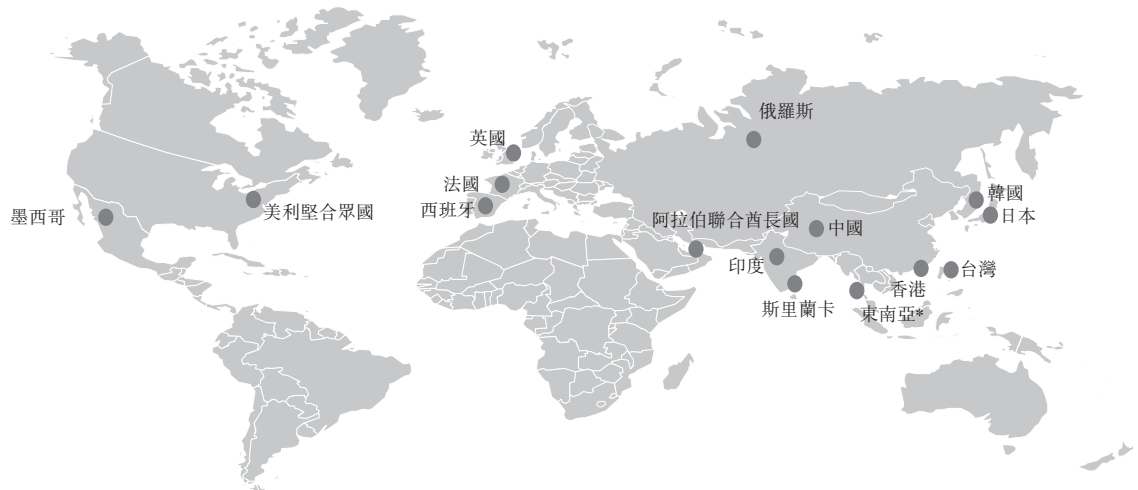 俄羅斯
英國
法國
西班牙
墨西哥
美利堅合眾國
韓國
日本
阿拉伯聯合酋長國
中國
印度
台灣
香港
斯里蘭卡
東南亞*